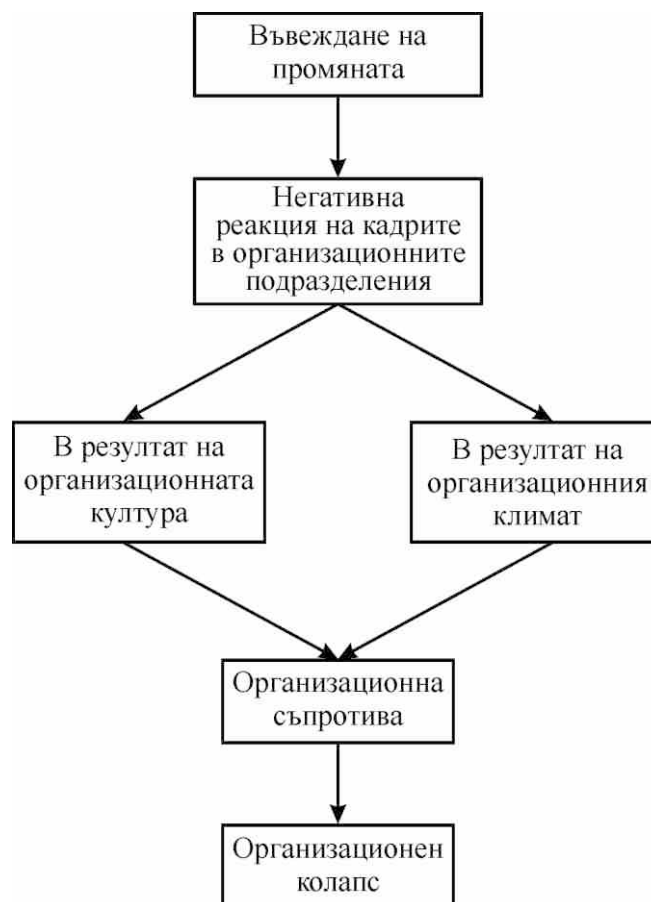 Въвеждане на
промяната
Негативна
реакция на кадрите
в организационните
подразделения
В резултат на
организационната
култура
В резултат на
организационния
климат
Организационна
съпротива
Организационен
колапс